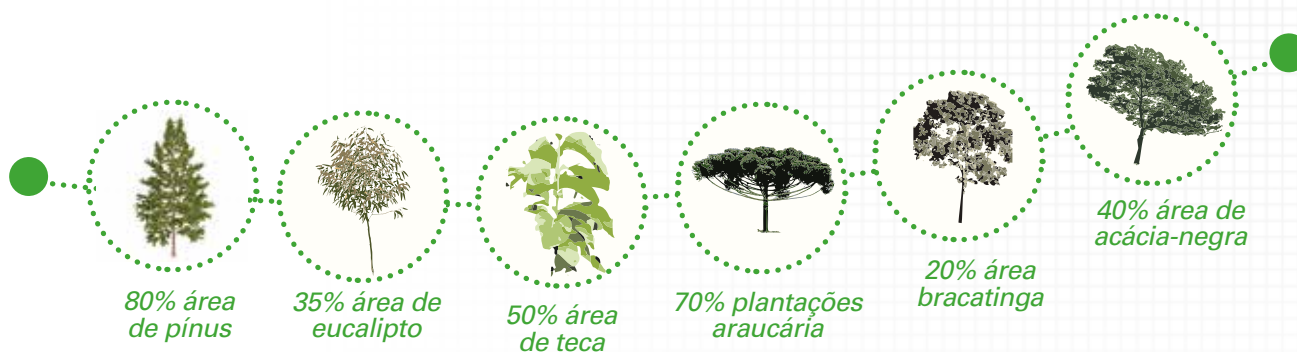 80% área
de pínus
35% área de
eucalipto
50% área
de teca
70% plantações
araucária
20% área
bracatinga
40% área de
acácia-negra